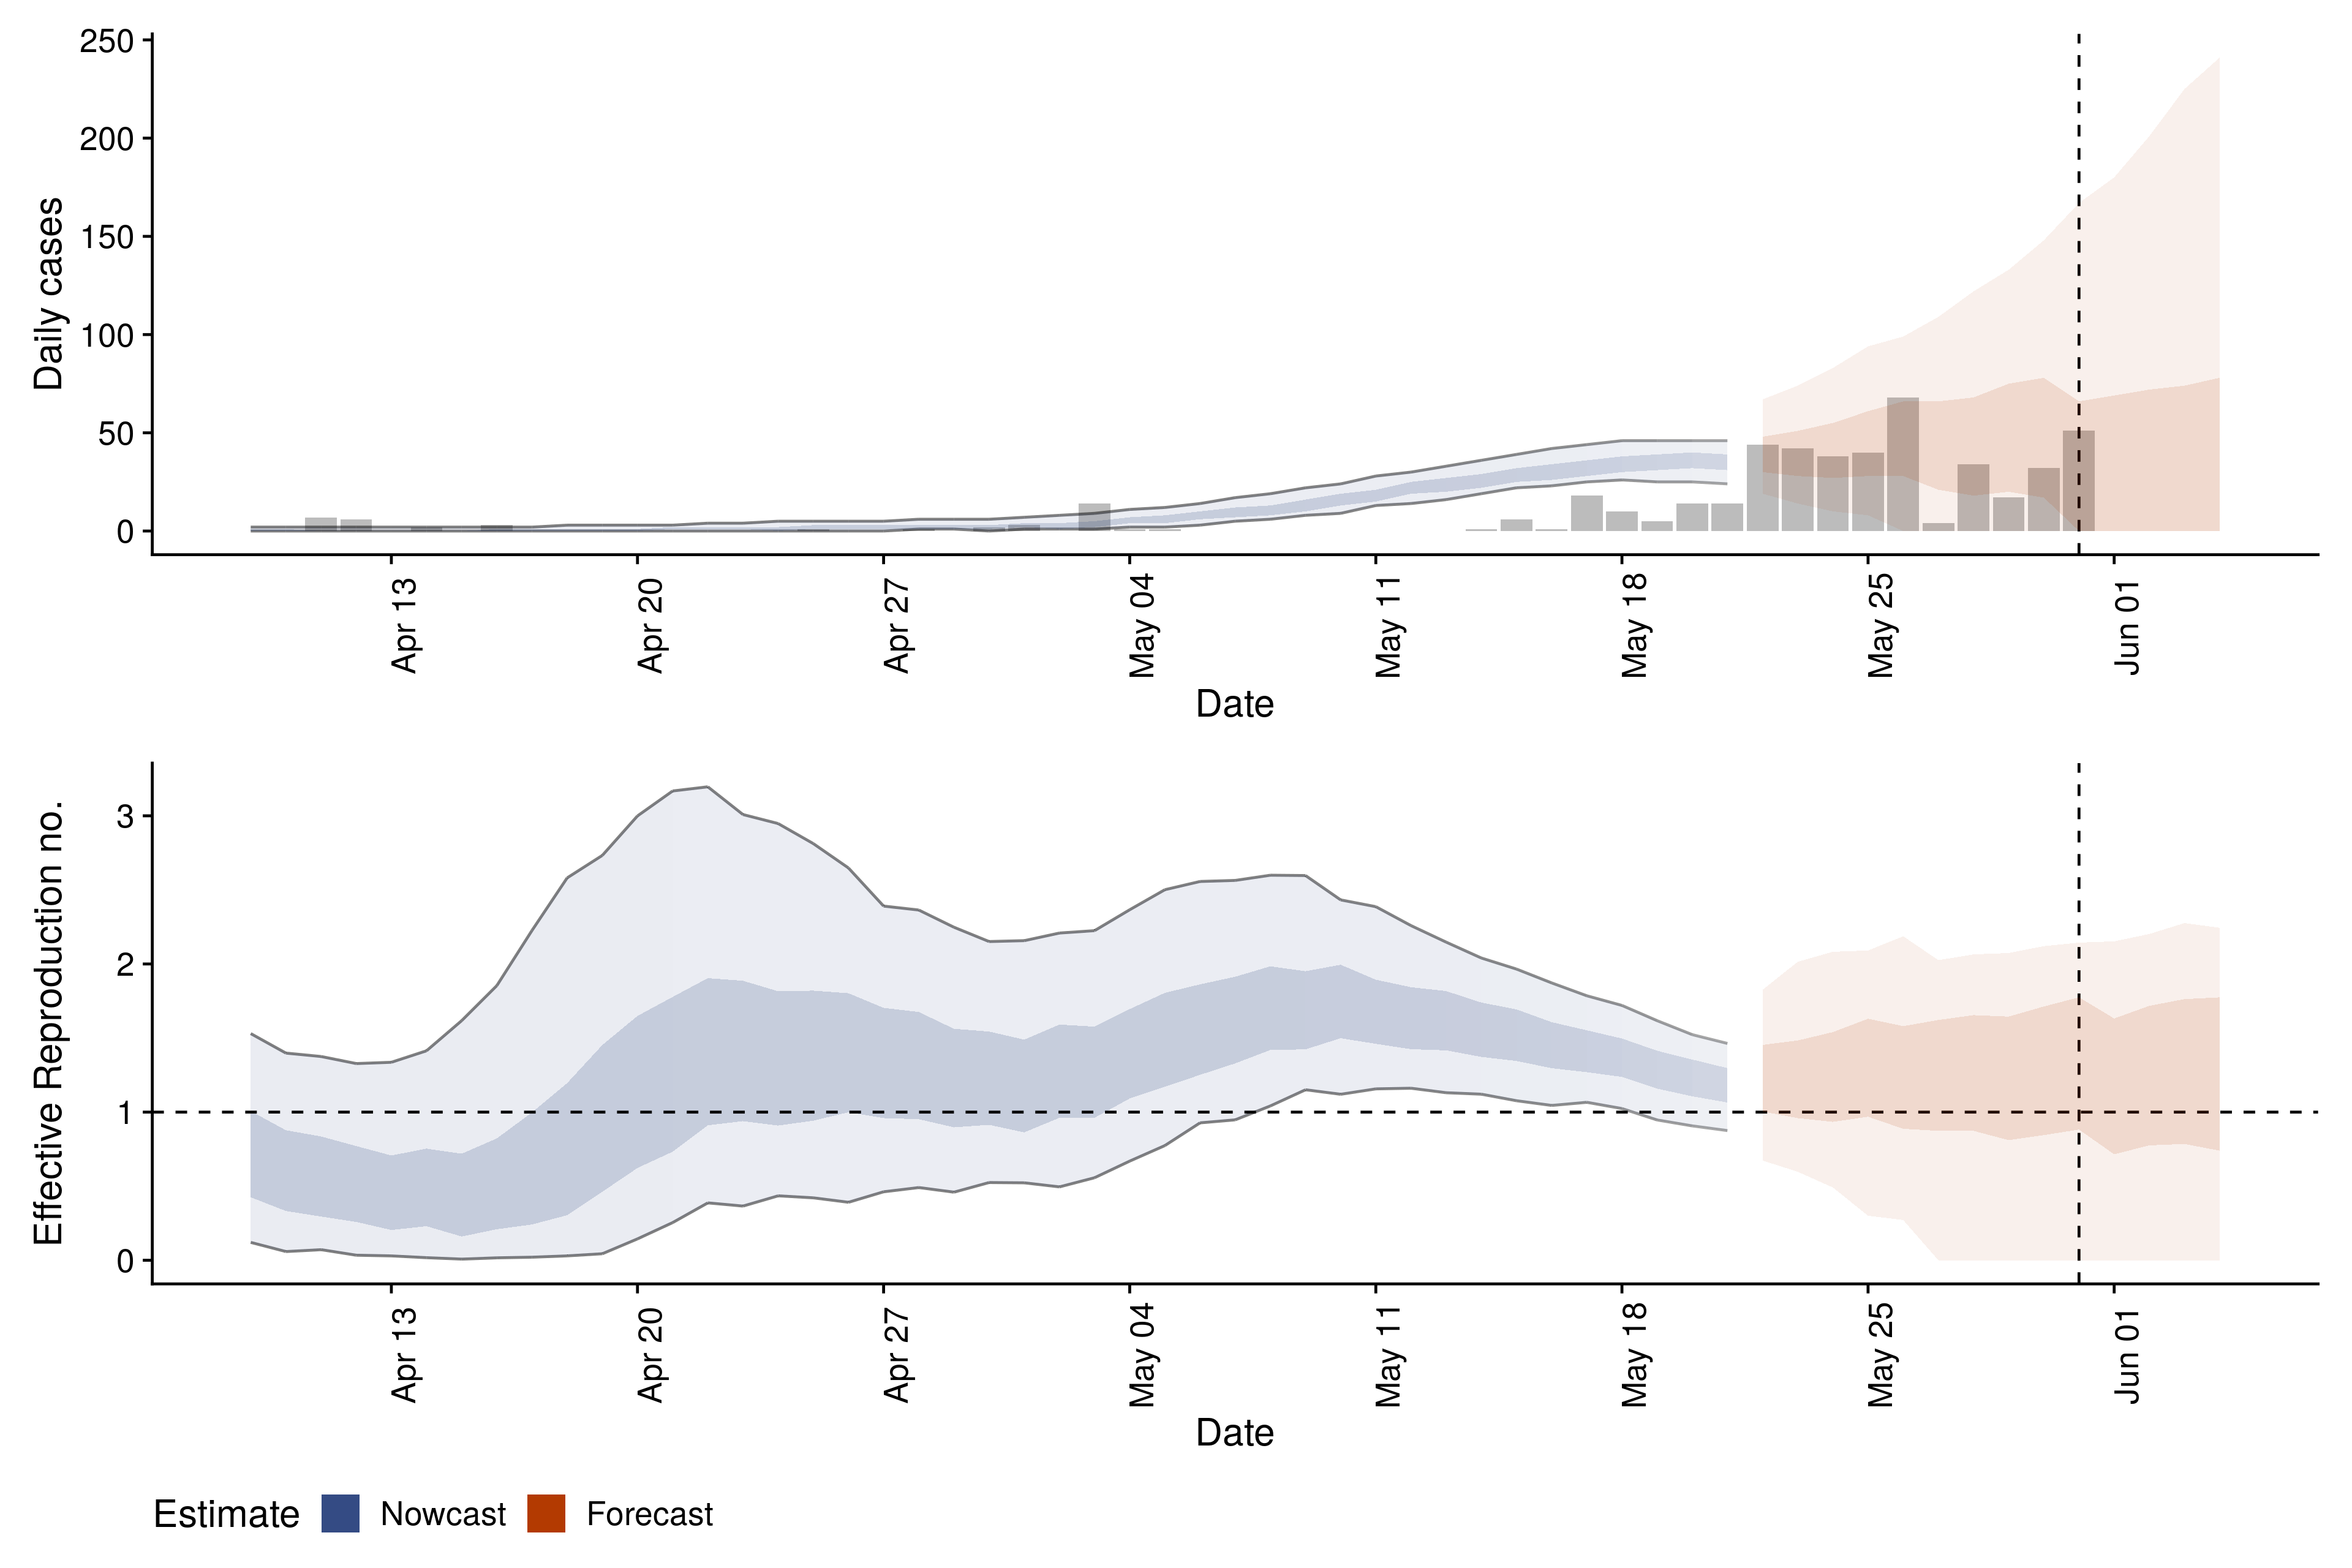 Daily cases
250
200
150
100
50
0
Apr 13
Apr 20
Apr 27
May 04
May 11
May 18
May 25
Jun 01
Date
Effective Reproduction no.
3
2
1
0
Apr 13
Apr 20
Apr 27
May 04
May 11
May 18
May 25
Jun 01
Date
Estimate Nowcast Forecast